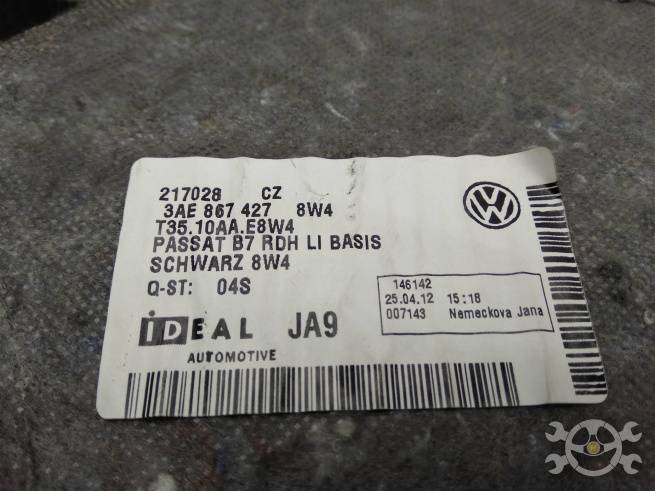 217028 CZ
3AE 867 427 8W4
T35.10AA.E8W4
PASSAT B7 RDH LI BASIS
SCHWARZ 8W4
Q-ST: 04S
146142
25.04.12 15:18
007143 Nemeckova Jana
iDEAL JA9
AUTOMOTIVE